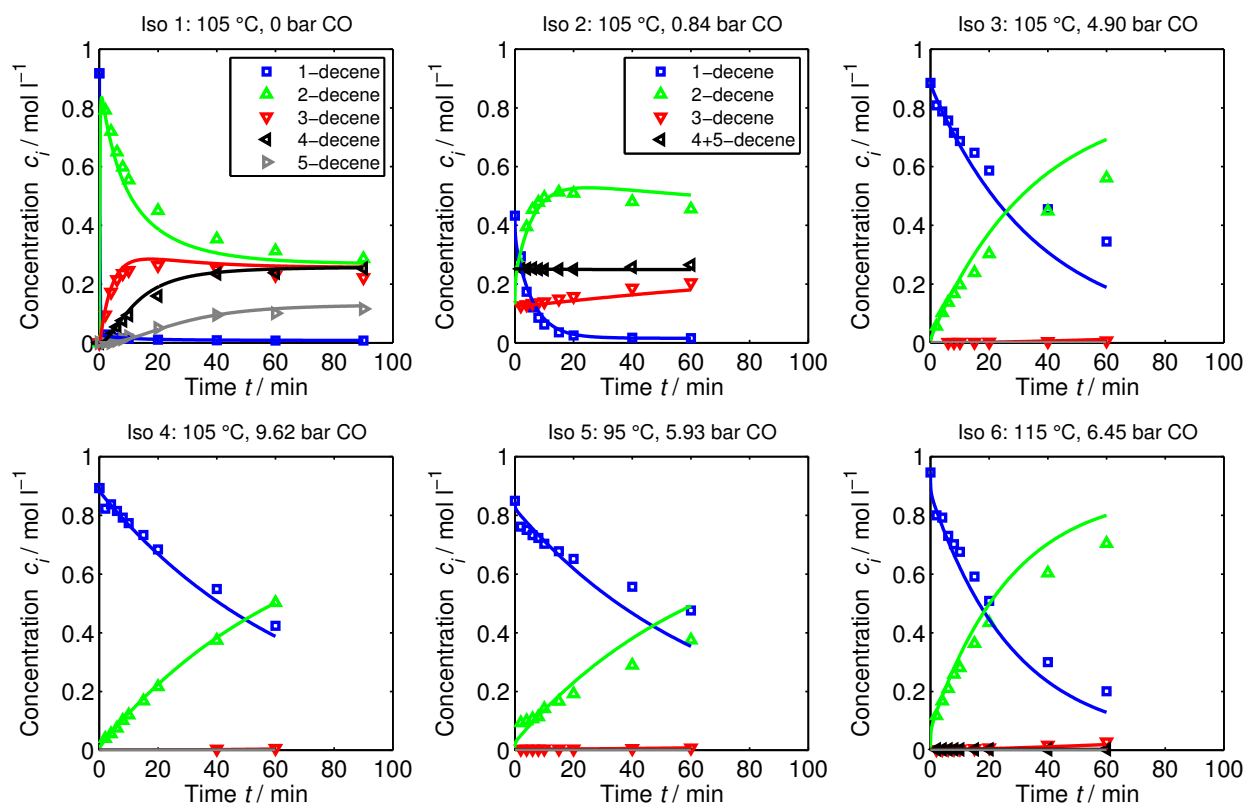 Iso 1: 105 °C, 0 bar CO
1
0.8
0.6
0.4
0.2
0
0 20 40 60 80 100
Concentration c_i / mol l⁻¹
Time t / min
1−decene
2−decene
3−decene
4−decene
5−decene
Iso 2: 105 °C, 0.84 bar CO
1
0.8
0.6
0.4
0.2
0
0 20 40 60 80 100
Concentration c_i / mol l⁻¹
Time t / min
1−decene
2−decene
3−decene
4+5−decene
Iso 3: 105 °C, 4.90 bar CO
1
0.8
0.6
0.4
0.2
0
0 20 40 60 80 100
Concentration c_i / mol l⁻¹
Time t / min
Iso 4: 105 °C, 9.62 bar CO
1
0.8
0.6
0.4
0.2
0
0 20 40 60 80 100
Concentration c_i / mol l⁻¹
Time t / min
Iso 5: 95 °C, 5.93 bar CO
1
0.8
0.6
0.4
0.2
0
0 20 40 60 80 100
Concentration c_i / mol l⁻¹
Time t / min
Iso 6: 115 °C, 6.45 bar CO
1
0.8
0.6
0.4
0.2
0
0 20 40 60 80 100
Concentration c_i / mol l⁻¹
Time t / min